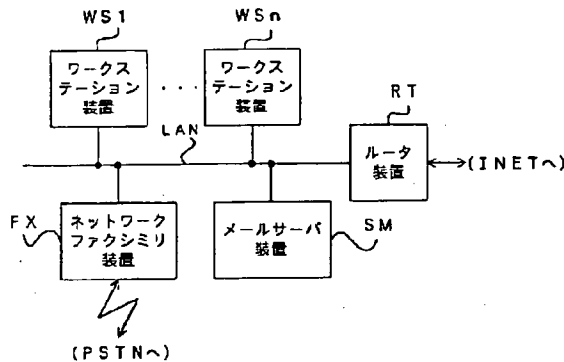 WS1
WSn
ワークス
テーション
装置
・・・
ワークス
テーション
装置
RT
LAN
ルータ
装置
(INETへ)
FX
ネットワーク
ファクシミリ
装置
メールサーバ
装置
SM
(PSTNへ)